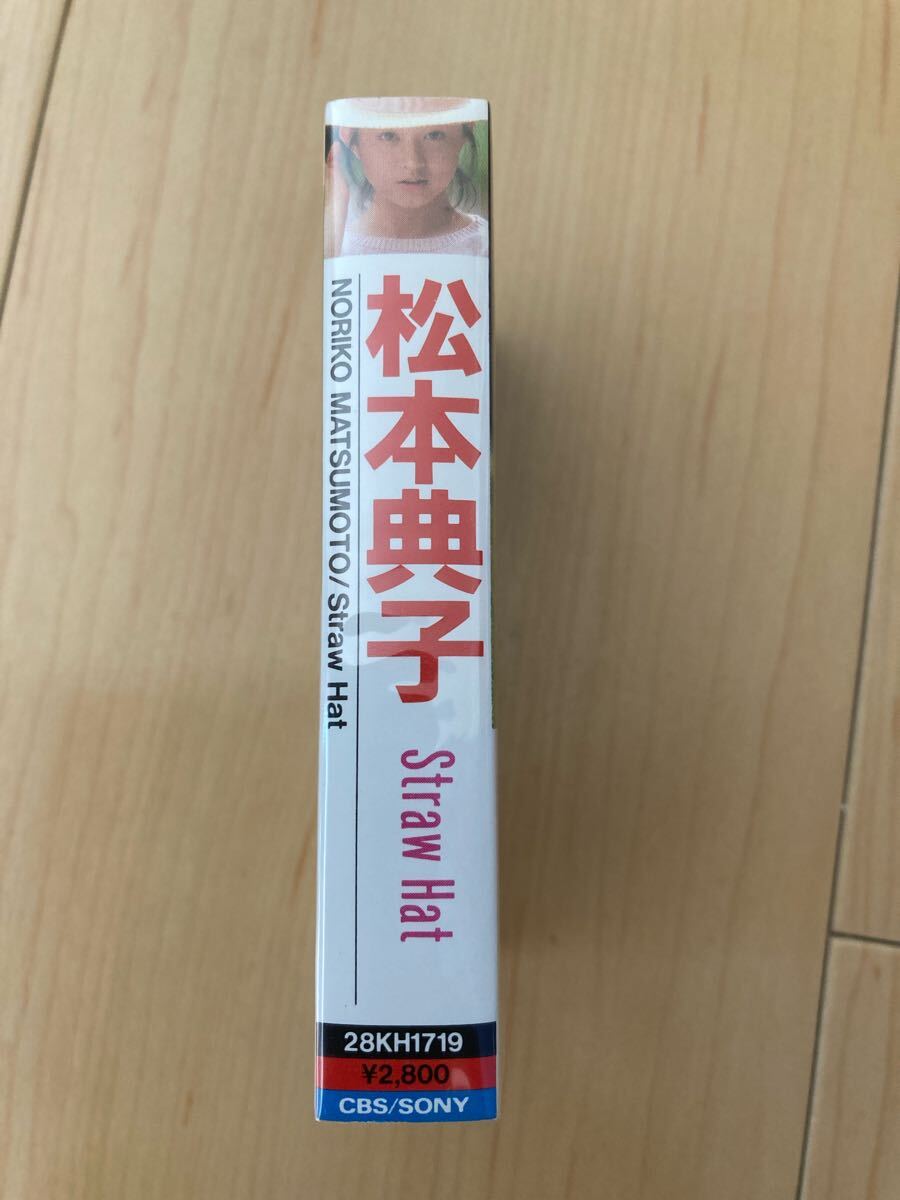 松本典子
Straw Hat
NORIKO MATSUMOTO/Straw Hat
28KH1719
¥2,800
CBS/SONY